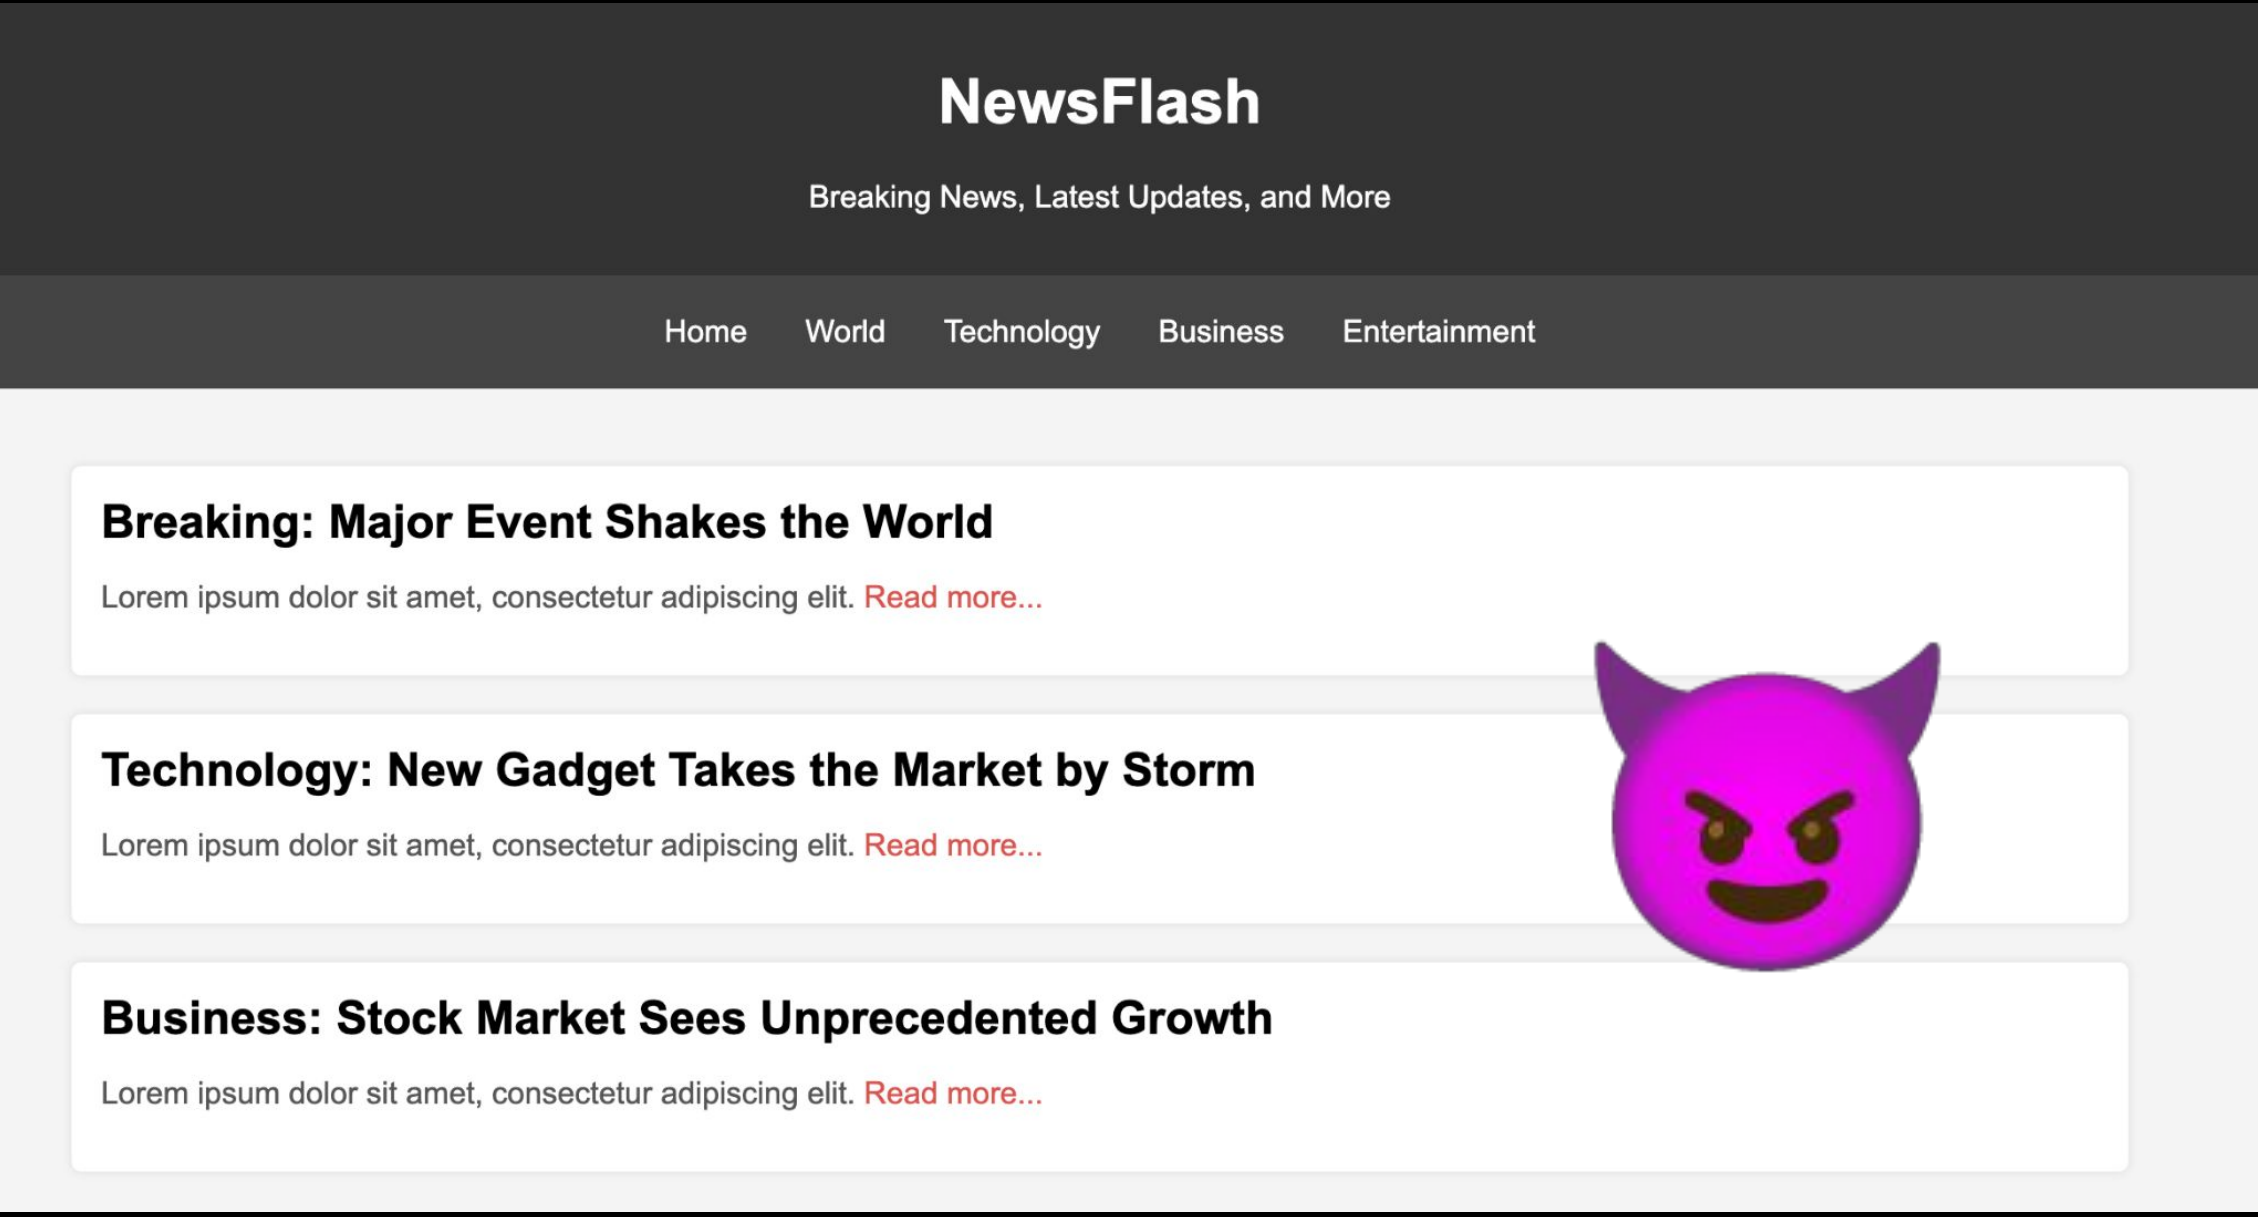 NewsFlash
Breaking News, Latest Updates, and More
Home World Technology Business Entertainment
Breaking: Major Event Shakes the World
Lorem ipsum dolor sit amet, consectetur adipiscing elit. Read more...
Technology: New Gadget Takes the Market by Storm
Lorem ipsum dolor sit amet, consectetur adipiscing elit. Read more...
Business: Stock Market Sees Unprecedented Growth
Lorem ipsum dolor sit amet, consectetur adipiscing elit. Read more...